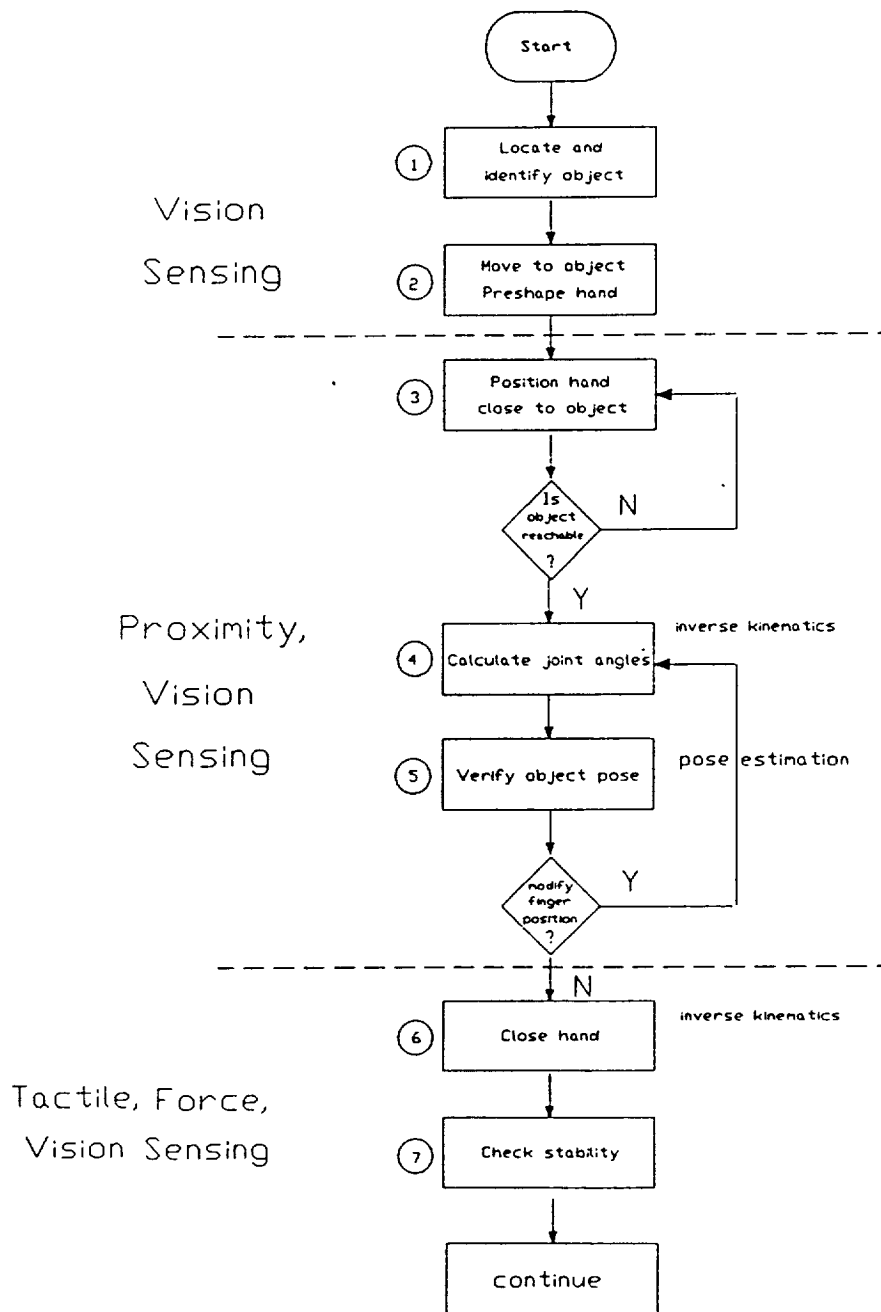 Start
1
Locate and
identify object
Vision
Sensing
2
Move to object
Preshape hand
3
Position hand
close to object
Is
object
reachable
?
N
Y
Proximity,
Vision
Sensing
inverse kinematics
4
Calculate joint angles
5
Verify object pose
pose estimation
modify
finger
position
?
Y
N
6
Close hand
inverse kinematics
Tactile, Force,
Vision Sensing
7
Check stability
continue